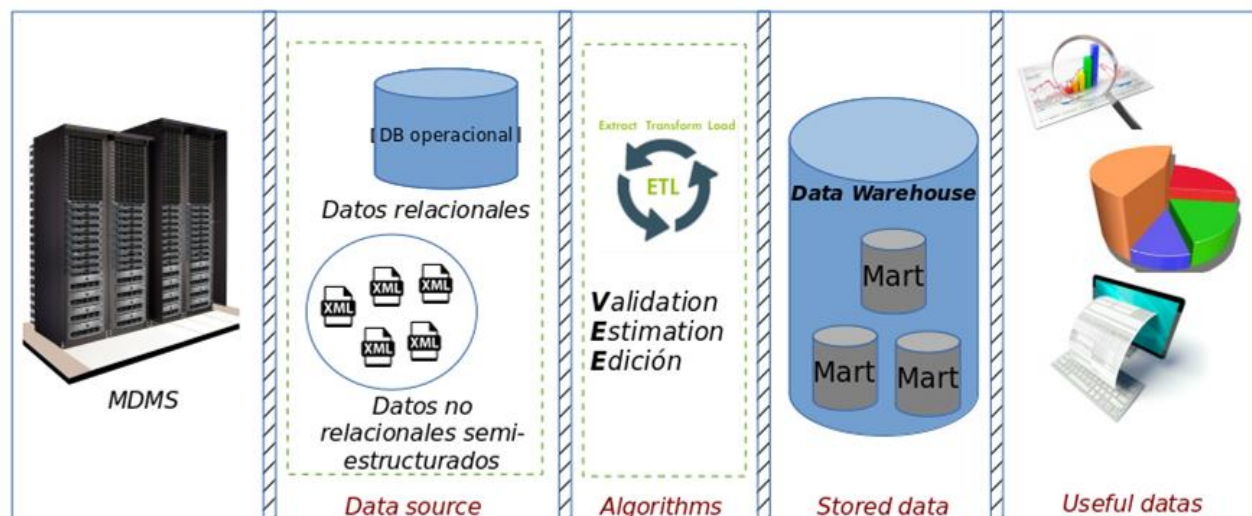 MDMS
[ DB operacional ]
Datos relacionales
XML
XML
XML
XML
XML
Datos no
relacionales semi-
estructurados
Data source
Extract Transform Load
ETL
Validation
Estimation
Edición
Algorithms
Data Warehouse
Mart
Mart
Mart
Stored data
Useful datas